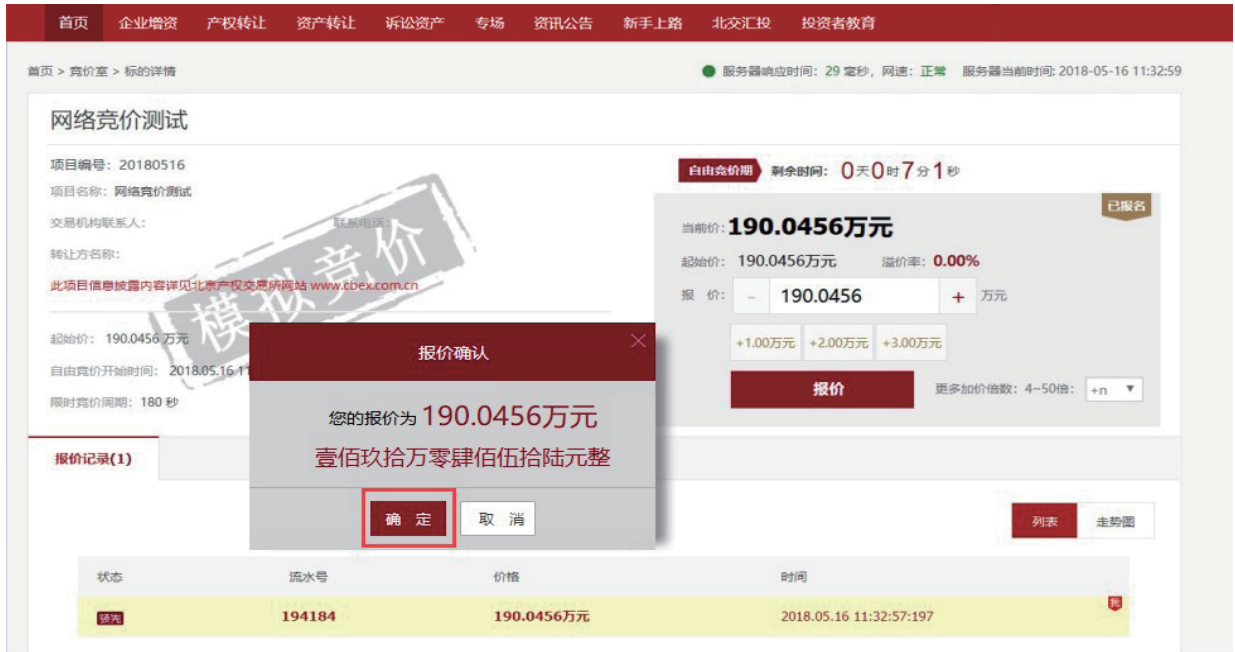 首页 企业增资 产权转让 资产转让 诉讼资产 专场 资讯公告 新手上路 北交汇投 投资者教育
首页 > 竞价室 > 标的详情
服务器响应时间：29 毫秒，网速：正常 服务器当前时间: 2018-05-16 11:32:59
网络竞价测试
项目编号：20180516
自由竞价期 剩余时间：0天0时7分1秒
项目名称：网络竞价测试
已报名
交易机构联系人：
联系电话：
当前价: 190.0456万元
转让方名称：
起始价: 190.0456万元 溢价率: 0.00%
此项目信息披露内容详见北京产权交易所网站 www.cbex.com.cn
报 价: − 190.0456 + 万元
模拟竞价
起始价：190.0456 万元
+1.00万元 +2.00万元 +3.00万元
自由竞价开始时间：2018.05.16 11
报价 更多加价倍数：4~50倍： +n ▼
限时竞价周期：180 秒
报价确认
您的报价为 190.0456万元
壹佰玖拾万零肆佰伍拾陆元整
确 定 取 消
报价记录(1)
列表 走势图
状态 流水号 价格 时间
领先 194184 190.0456万元 2018.05.16 11:32:57:197 我